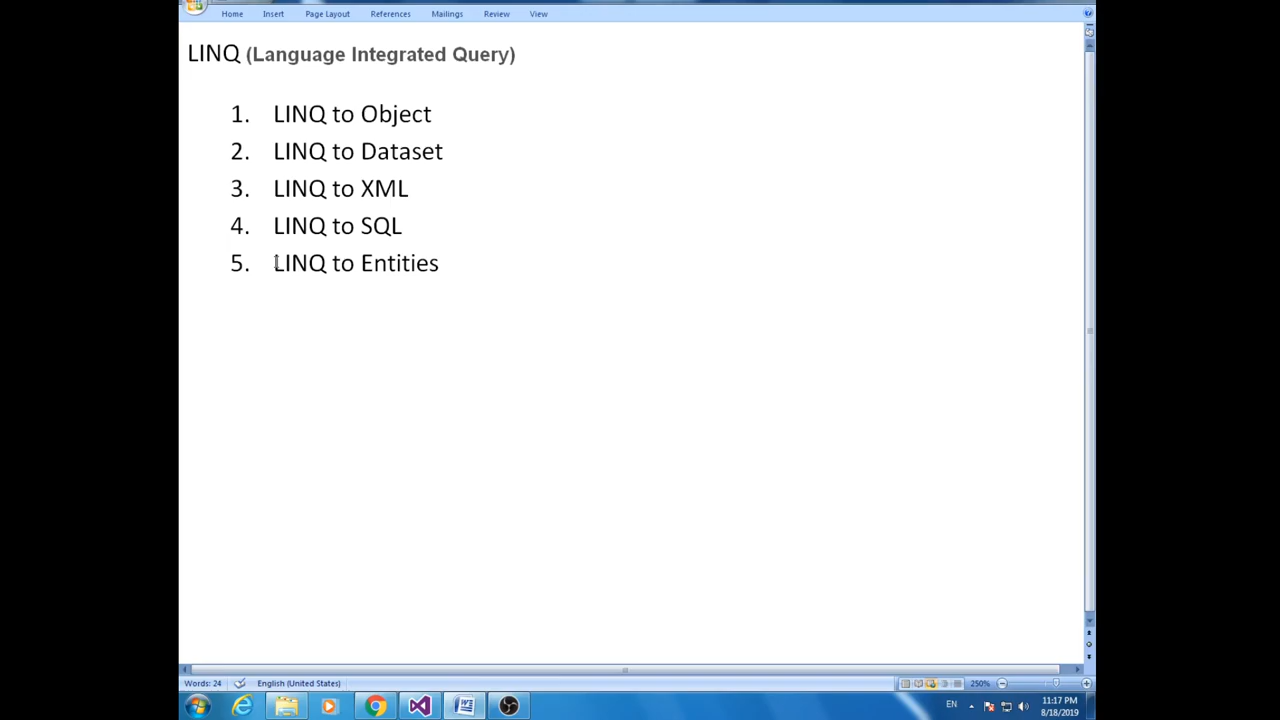 Home Insert Page Layout References Mailings Review View
LINQ (Language Integrated Query)
1. LINQ to Object
2. LINQ to Dataset
3. LINQ to XML
4. LINQ to SQL
5. LINQ to Entities
Words: 24 English (United States) 250%
EN 11:17 PM
8/18/2019